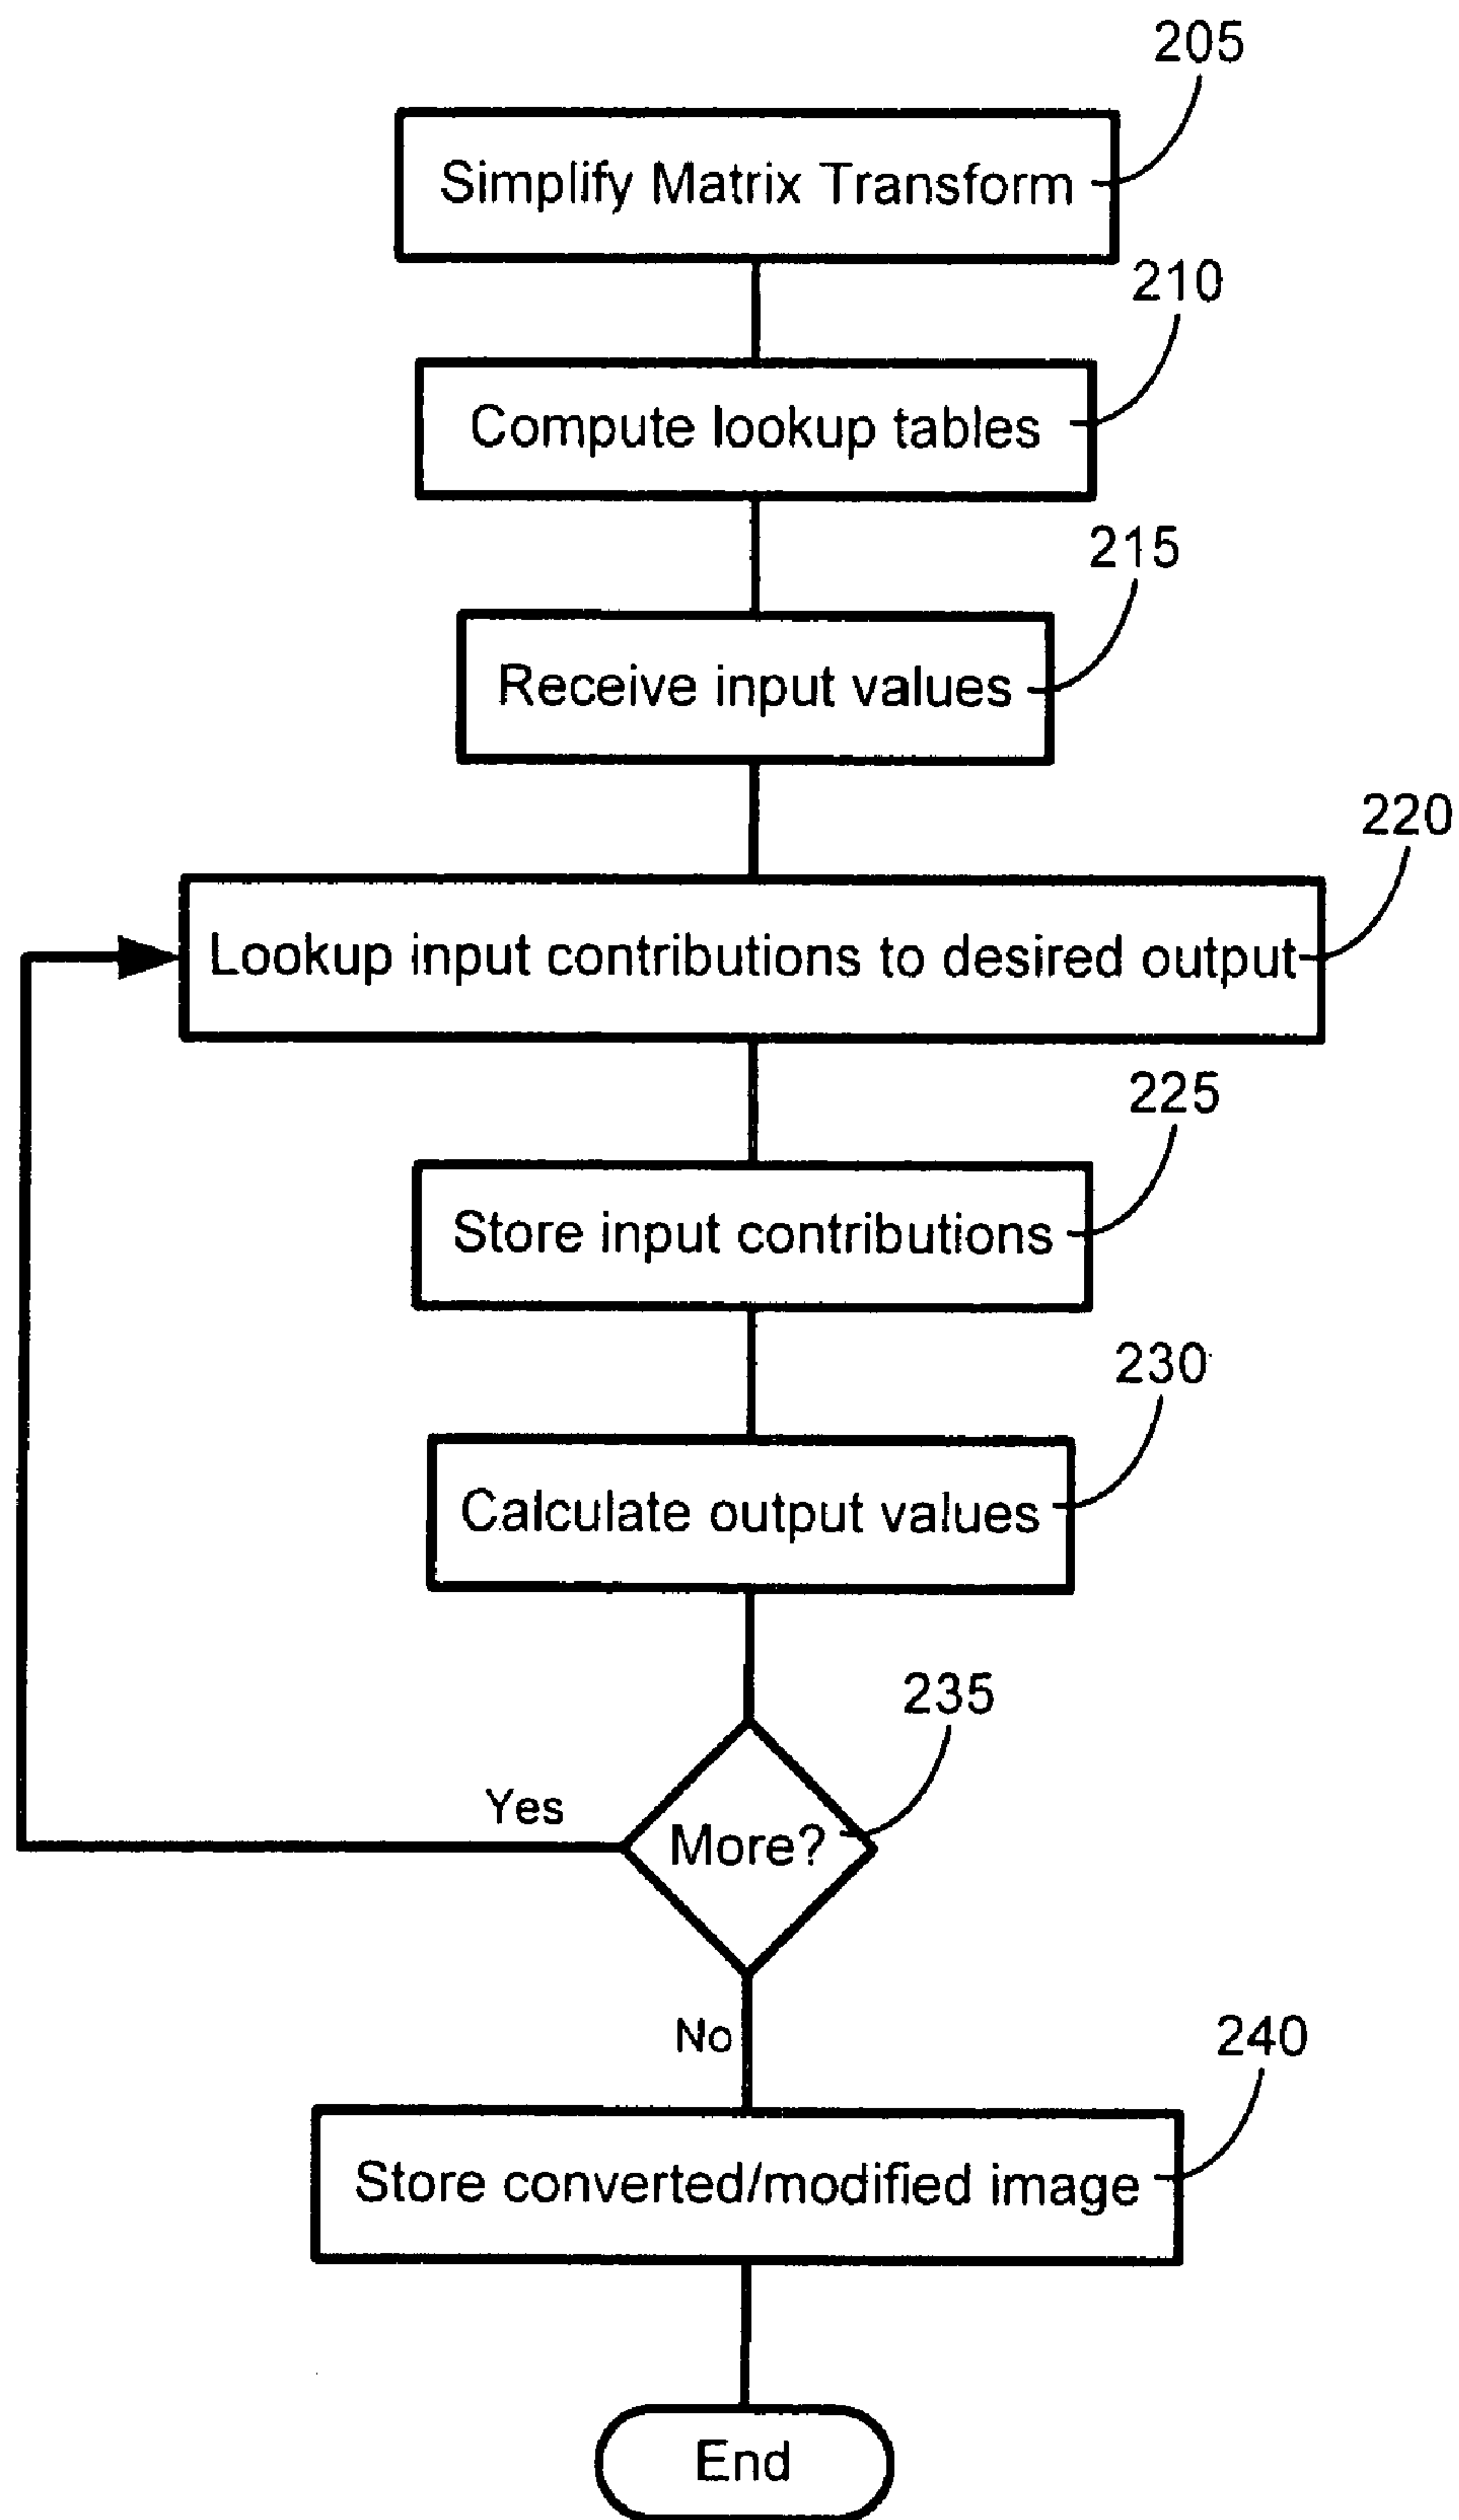 205
Simplify Matrix Transform
210
Compute lookup tables
215
Receive input values
220
Lookup input contributions to desired output
225
Store input contributions
230
Calculate output values
235
Yes
More?
No
240
Store converted/modified image
End